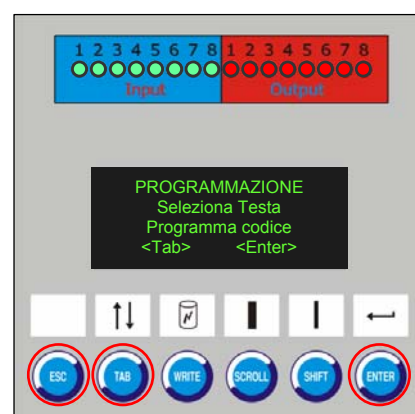 1 2 3 4 5 6 7 8 1 2 3 4 5 6 7 8
Input Output
PROGRAMMAZIONE
Seleziona Testa
Programma codice
<Tab> <Enter>
ESC TAB WRITE SCROLL SHIFT ENTER